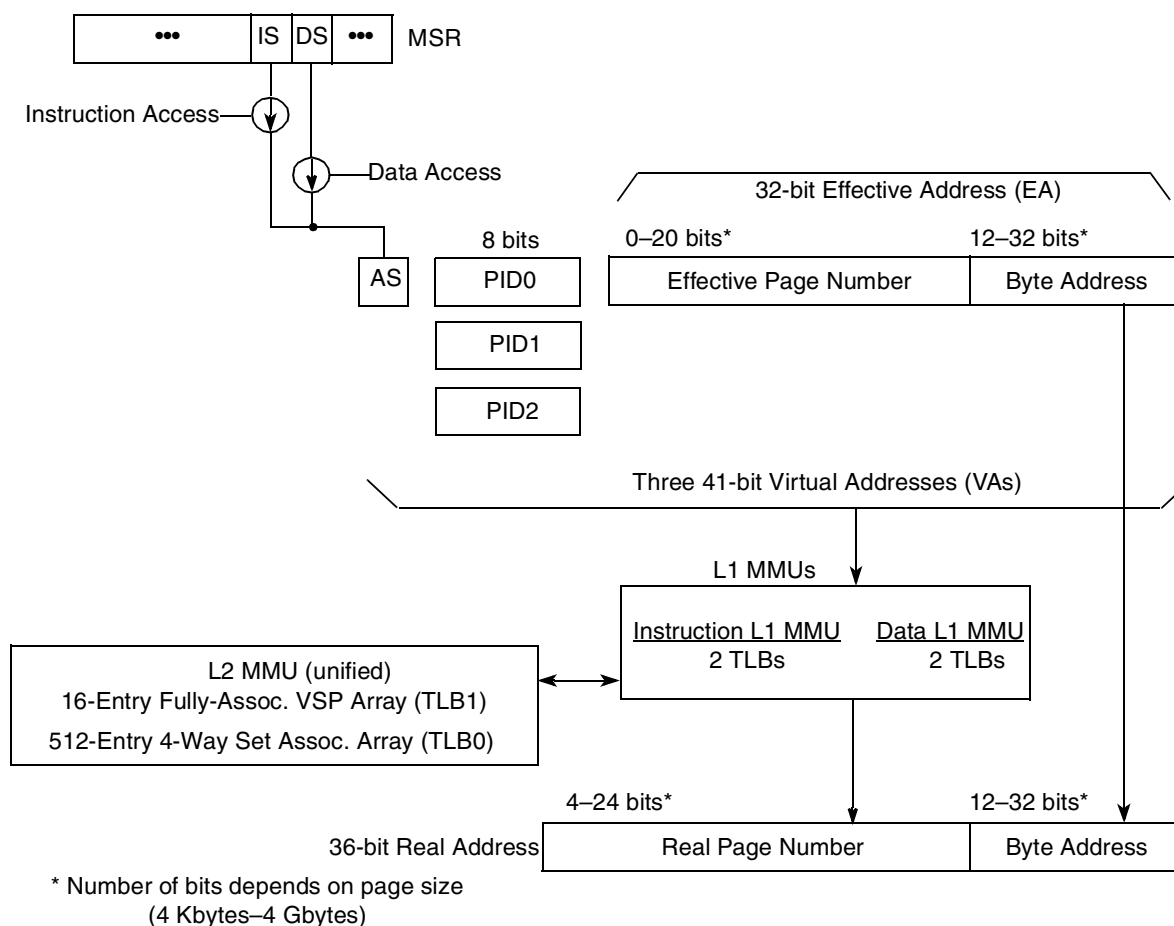 ••• IS DS ••• MSR
Instruction Access
Data Access
32-bit Effective Address (EA)
8 bits 0–20 bits* 12–32 bits*
AS PID0 Effective Page Number Byte Address
PID1
PID2
Three 41-bit Virtual Addresses (VAs)
L1 MMUs
Instruction L1 MMU Data L1 MMU
2 TLBs 2 TLBs
L2 MMU (unified)
16-Entry Fully-Assoc. VSP Array (TLB1)
512-Entry 4-Way Set Assoc. Array (TLB0)
4–24 bits* 12–32 bits*
36-bit Real Address Real Page Number Byte Address
* Number of bits depends on page size
(4 Kbytes–4 Gbytes)